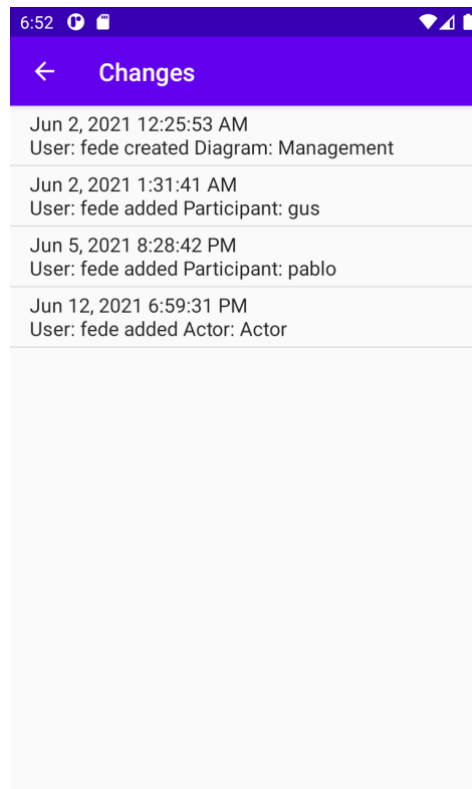 6:52
Changes
Jun 2, 2021 12:25:53 AM
User: fede created Diagram: Management
Jun 2, 2021 1:31:41 AM
User: fede added Participant: gus
Jun 5, 2021 8:28:42 PM
User: fede added Participant: pablo
Jun 12, 2021 6:59:31 PM
User: fede added Actor: Actor